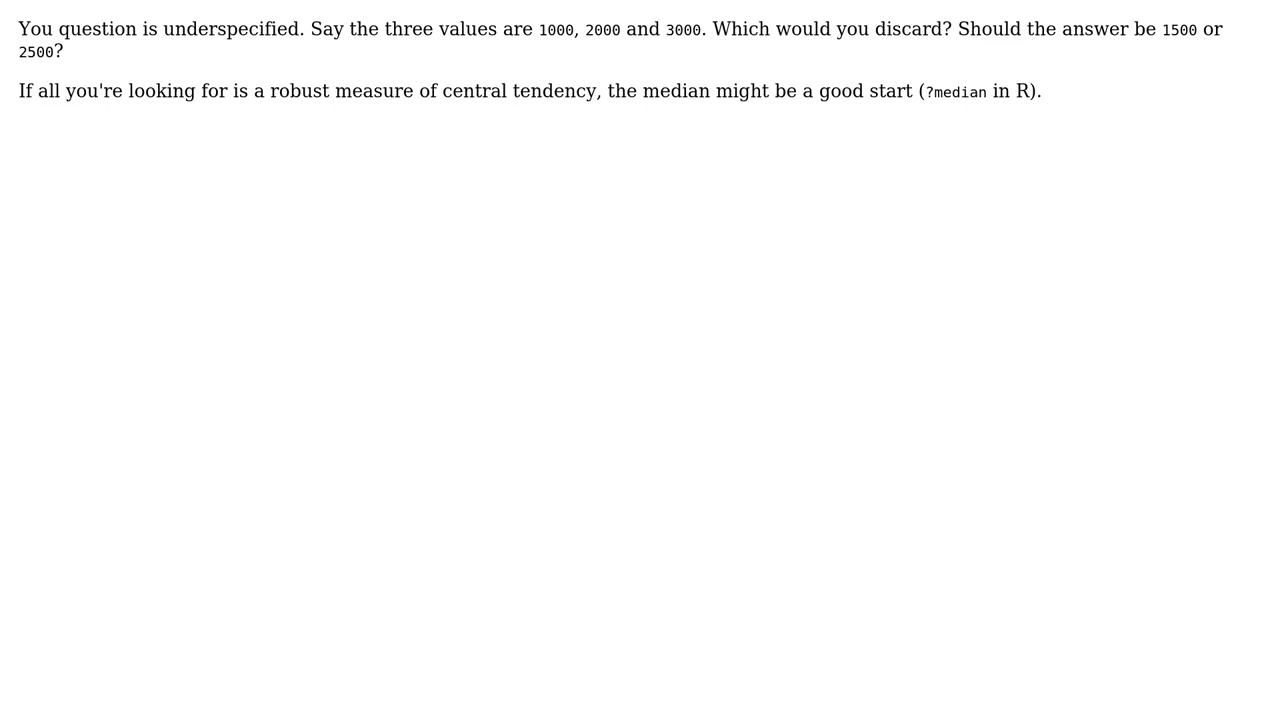 You question is underspecified. Say the three values are 1000, 2000 and 3000. Which would you discard? Should the answer be 1500 or
2500?
If all you're looking for is a robust measure of central tendency, the median might be a good start (?median in R).